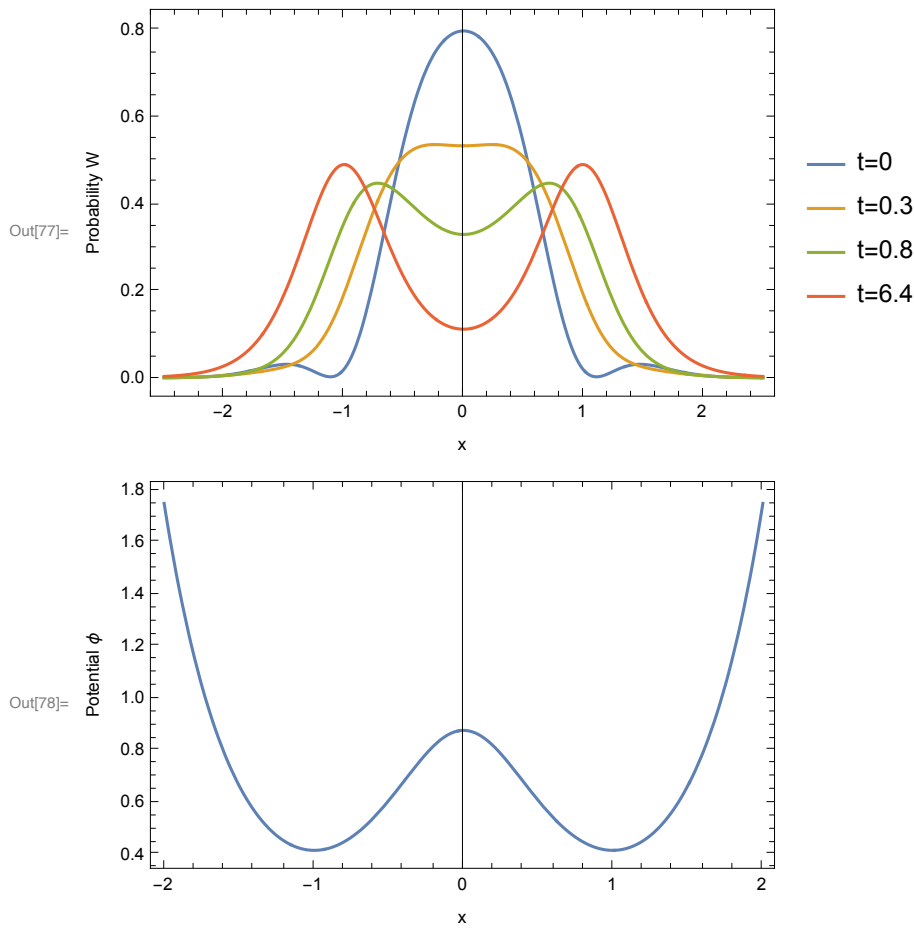 Out[77]=
Probability W
0.8
0.6
0.4
0.2
0.0
−2
−1
0
1
2
x
t=0
t=0.3
t=0.8
t=6.4
Out[78]=
Potential ϕ
1.8
1.6
1.4
1.2
1.0
0.8
0.6
0.4
−2
−1
0
1
2
x